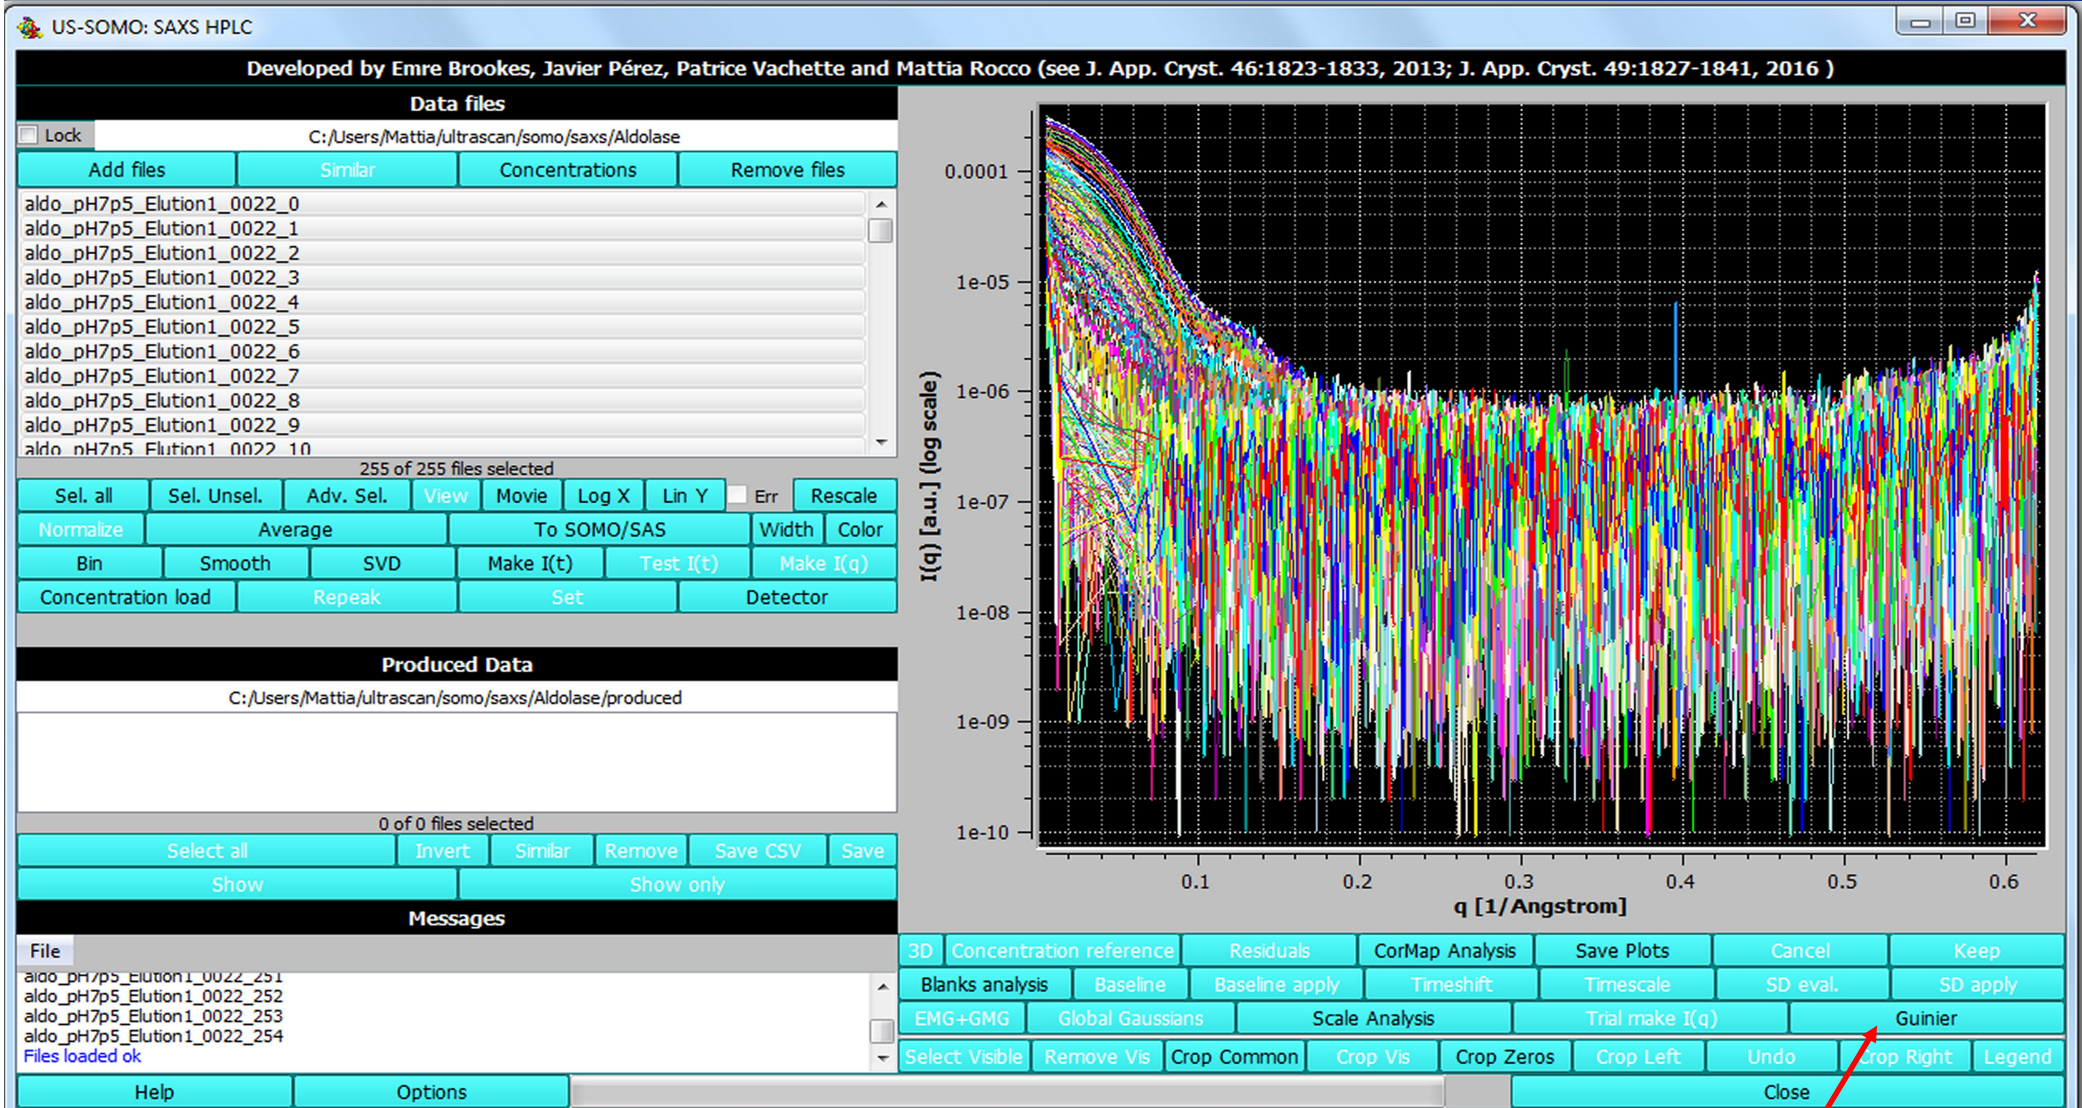 US-SOMO: SAXS HPLC
Developed by Emre Brookes, Javier Pérez, Patrice Vachette and Mattia Rocco (see J. App. Cryst. 46:1823-1833, 2013; J. App. Cryst. 49:1827-1841, 2016 )
Data files
Lock C:/Users/Mattia/ultrascan/somo/saxs/Aldolase
Add files Similar Concentrations Remove files
aldo_pH7p5_Elution1_0022_0
aldo_pH7p5_Elution1_0022_1
aldo_pH7p5_Elution1_0022_2
aldo_pH7p5_Elution1_0022_3
aldo_pH7p5_Elution1_0022_4
aldo_pH7p5_Elution1_0022_5
aldo_pH7p5_Elution1_0022_6
aldo_pH7p5_Elution1_0022_7
aldo_pH7p5_Elution1_0022_8
aldo_pH7p5_Elution1_0022_9
aldo_pH7p5_Elution1_0022_10
255 of 255 files selected
Sel. all Sel. Unsel. Adv. Sel. View Movie Log X Lin Y Err Rescale
Normalize Average To SOMO/SAS Width Color
Bin Smooth SVD Make I(t) Test I(t) Make I(q)
Concentration load Repeak Set Detector
Produced Data
C:/Users/Mattia/ultrascan/somo/saxs/Aldolase/produced
0 of 0 files selected
Select all Invert Similar Remove Save CSV Save
Show Show only
Messages
File
aldo_pH7p5_Elution1_0022_251
aldo_pH7p5_Elution1_0022_252
aldo_pH7p5_Elution1_0022_253
aldo_pH7p5_Elution1_0022_254
Files loaded ok
Help Options
I(q) [a.u.] (log scale)
0.0001
1e-05
1e-06
1e-07
1e-08
1e-09
1e-10
0.1 0.2 0.3 0.4 0.5 0.6
q [1/Angstrom]
3D Concentration reference Residuals CorMap Analysis Save Plots Cancel Keep
Blanks analysis Baseline Baseline apply Timeshift Timescale SD eval. SD apply
EMG+GMG Global Gaussians Scale Analysis Trial make I(q) Guinier
Select Visible Remove Vis Crop Common Crop Vis Crop Zeros Crop Left Undo Crop Right Legend
Close